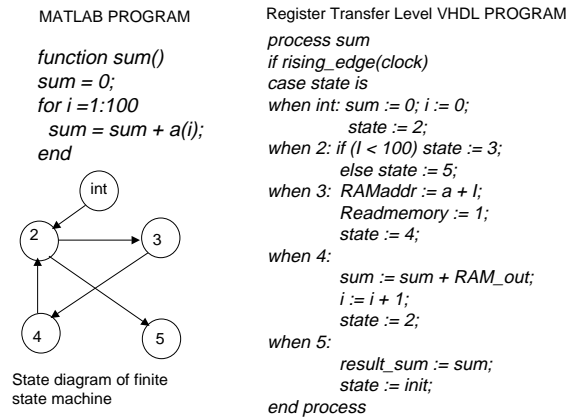 MATLAB PROGRAM
function sum()
sum = 0;
for i =1:100
sum = sum + a(i);
end
int
2
3
4
5
State diagram of finite
state machine
Register Transfer Level VHDL PROGRAM
process sum
if rising_edge(clock)
case state is
when int: sum := 0; i := 0;
state := 2;
when 2: if (I < 100) state := 3;
else state := 5;
when 3: RAMaddr := a + I;
Readmemory := 1;
state := 4;
when 4:
sum := sum + RAM_out;
i := i + 1;
state := 2;
when 5:
result_sum := sum;
state := init;
end process